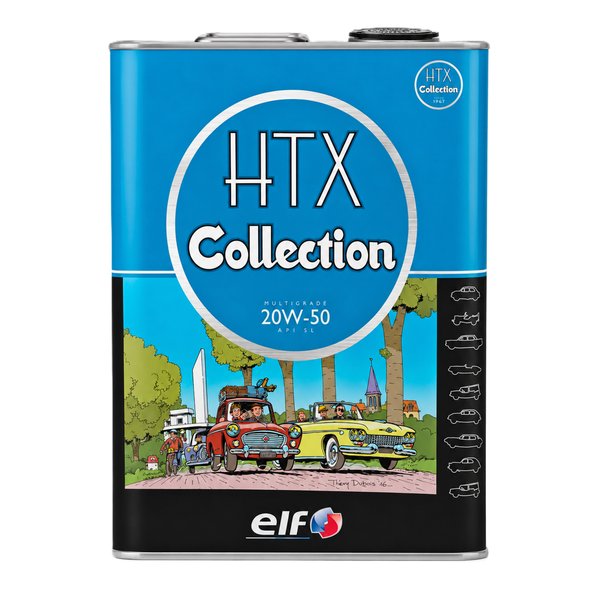 HTX
Collection
1967
HTX
Collection
MULTIGRADE
20W-50
API SL
Thierry Dubois '16
elf